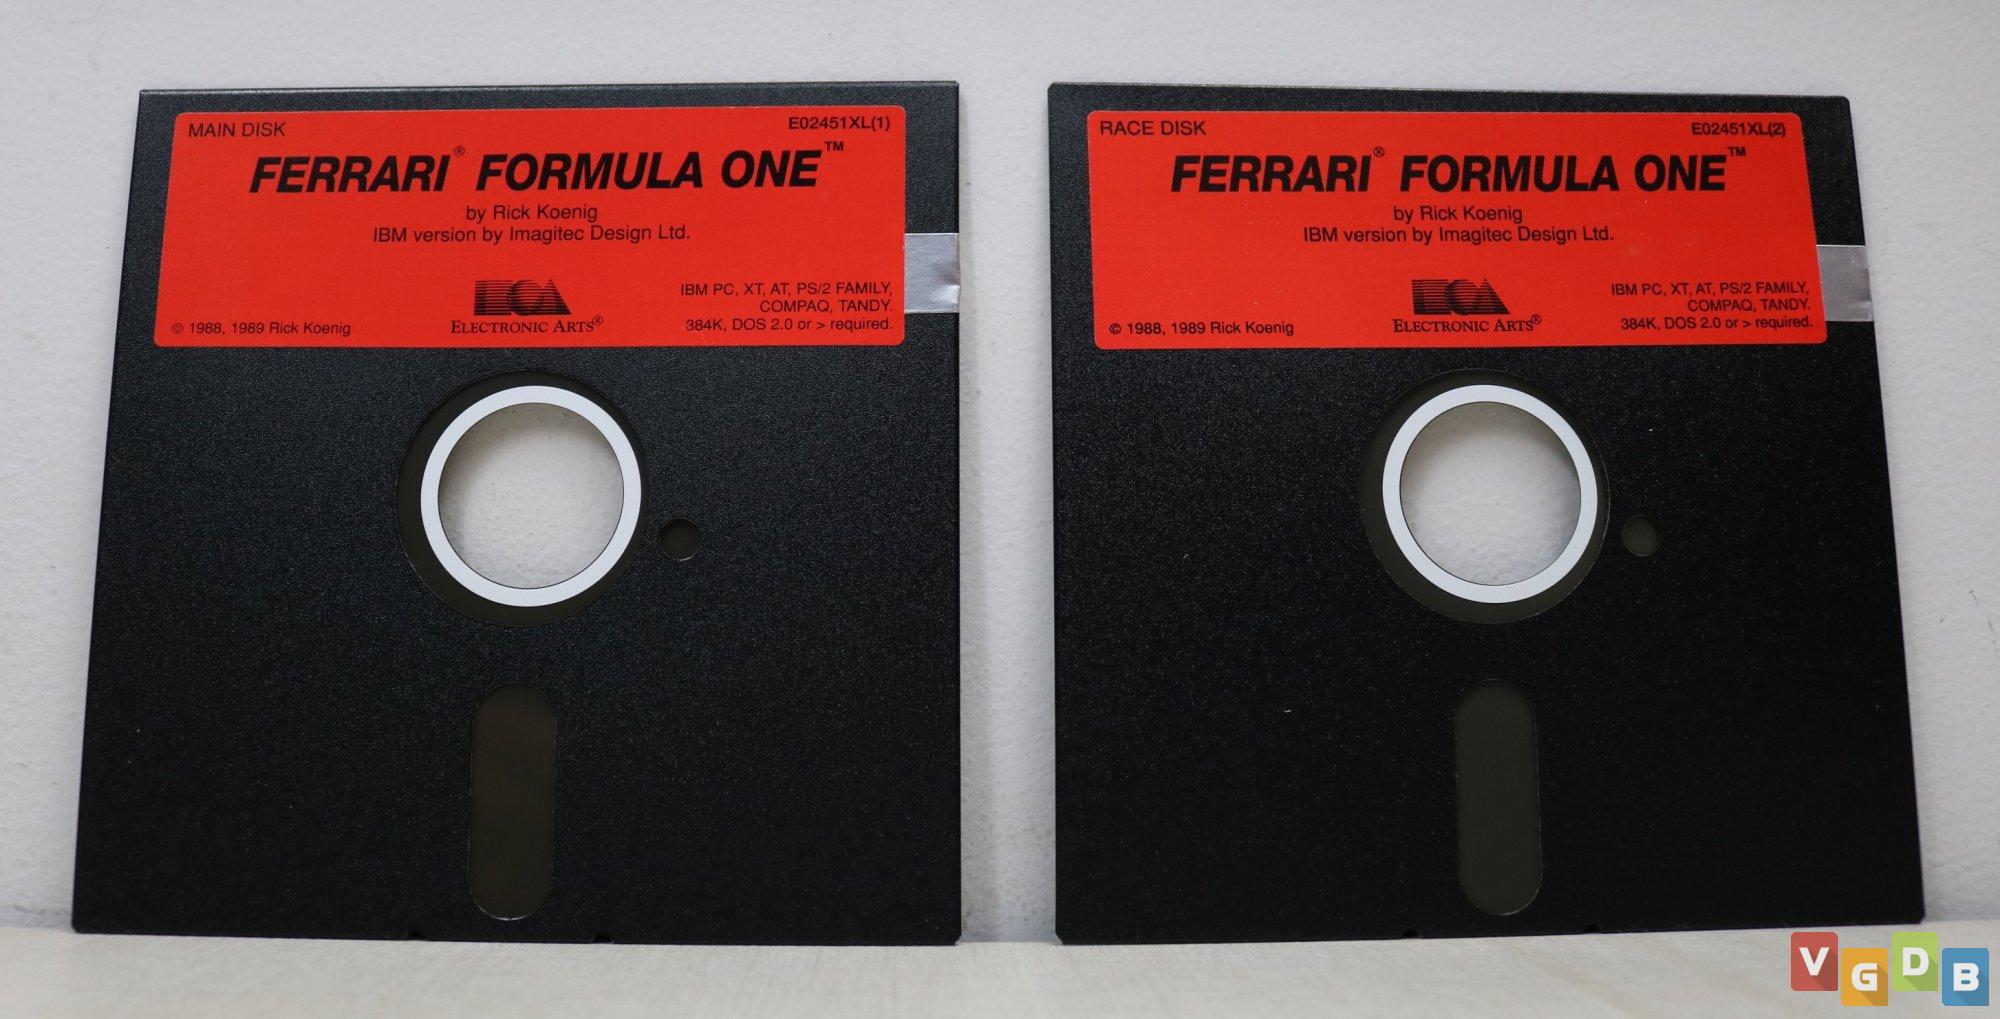 MAIN DISK
E02451XL(1)
FERRARI® FORMULA ONE™
by Rick Koenig
IBM version by Imagitec Design Ltd.
© 1988, 1989 Rick Koenig
ELECTRONIC ARTS®
IBM PC, XT, AT, PS/2 FAMILY,
COMPAQ, TANDY.
384K, DOS 2.0 or > required.
RACE DISK
E02451XL(2)
FERRARI® FORMULA ONE™
by Rick Koenig
IBM version by Imagitec Design Ltd.
© 1988, 1989 Rick Koenig
ELECTRONIC ARTS®
IBM PC, XT, AT, PS/2 FAMILY,
COMPAQ, TANDY.
384K, DOS 2.0 or > required.
VGDB